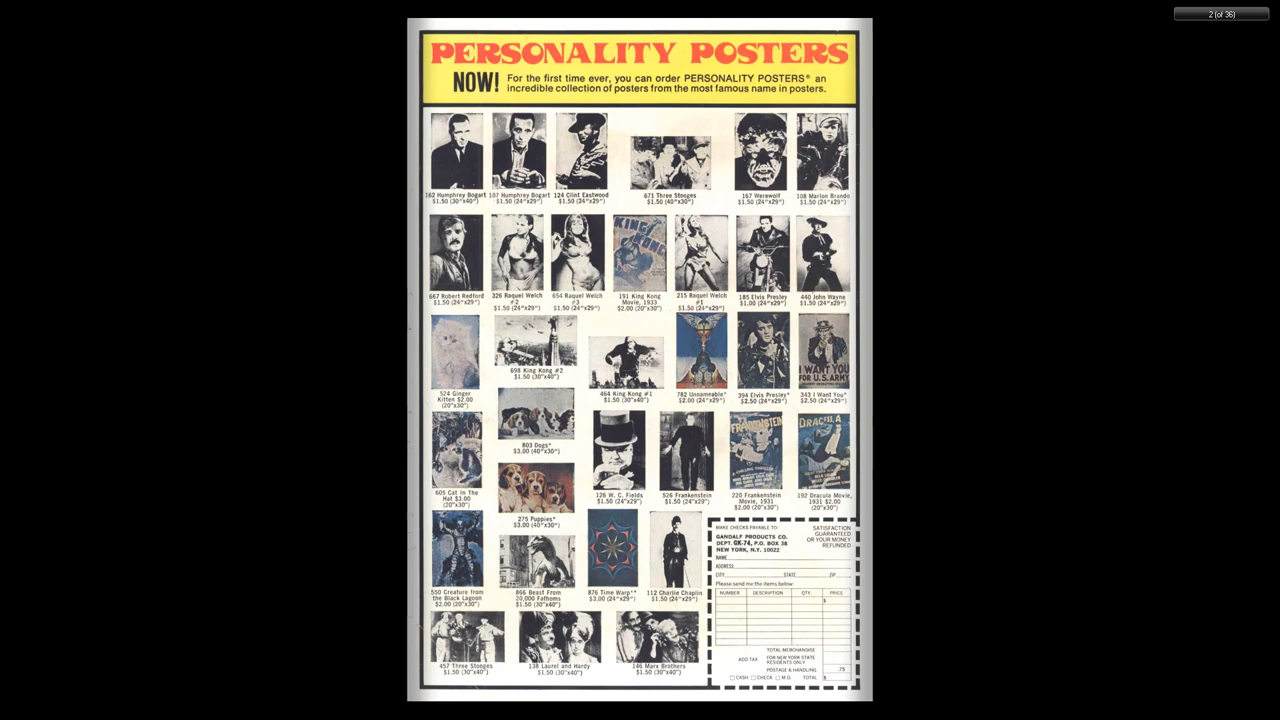 2 (of 36)
PERSONALITY POSTERS
NOW!
For the first time ever, you can order PERSONALITY POSTERS® an
incredible collection of posters from the most famous name in posters.
162 Humphrey Bogart
$1.50 (30"x40")
107 Humphrey Bogart
$1.50 (24"x29")
124 Clint Eastwood
$1.50 (24"x29")
671 Three Stooges
$1.50 (40"x30")
167 Werewolf
$1.50 (24"x29")
108 Marlon Brando
$1.50 (24"x29")
667 Robert Redford
$1.50 (24"x29")
326 Raquel Welch
#2
$1.50 (24"x29")
654 Raquel Welch
#3
$1.50 (24"x29")
KING
KONG
191 King Kong
Movie, 1933
$2.00 (20"x30")
215 Raquel Welch
#1
$1.50 (24"x29")
185 Elvis Presley
$1.00 (24"x29")
440 John Wayne
$1.50 (24"x29")
524 Ginger
Kitten $2.00
(20"x30")
698 King Kong #2
$1.50 (30"x40")
464 King Kong #1
$1.50 (30"x40")
782 Unnameable*
$2.00 (24"x29")
394 Elvis Presley*
$2.50 (24"x29")
I WANT YOU
FOR U.S. ARMY
343 I Want You*
$2.50 (24"x29")
803 Dogs*
$3.00 (40"x30")
605 Cat In The
Hat $3.00
(20"x30")
275 Puppies*
$3.00 (40"x30")
126 W. C. Fields
$1.50 (24"x29")
526 Frankenstein
$1.50 (24"x29")
FRANKENSTEIN
220 Frankenstein
Movie, 1931
$2.00 (20"x30")
DRACULA
192 Dracula Movie,
1931 $2.00
(20"x30")
550 Creature from
the Black Lagoon
$2.00 (20"x30")
866 Beast From
20,000 Fathoms
$1.50 (30"x40")
876 Time Warp**
$3.00 (24"x29")
112 Charlie Chaplin
$1.50 (24"x29")
457 Three Stooges
$1.50 (30"x40")
138 Laurel and Hardy
$1.50 (30"x40")
146 Marx Brothers
$1.50 (30"x40")
MAKE CHECKS PAYABLE TO:
GANDALF PRODUCTS CO.
DEPT. GK-74, P.O. BOX 38
NEW YORK, N.Y. 10022
SATISFACTION
GUARANTEED
OR YOUR MONEY
REFUNDED
NAME
ADDRESS
CITY STATE ZIP
Please send me the items below:
NUMBER DESCRIPTION QTY. PRICE
$
TOTAL MERCHANDISE
ADD TAX FOR NEW YORK STATE
RESIDENTS ONLY
POSTAGE & HANDLING .75
CASH CHECK M.O. TOTAL $